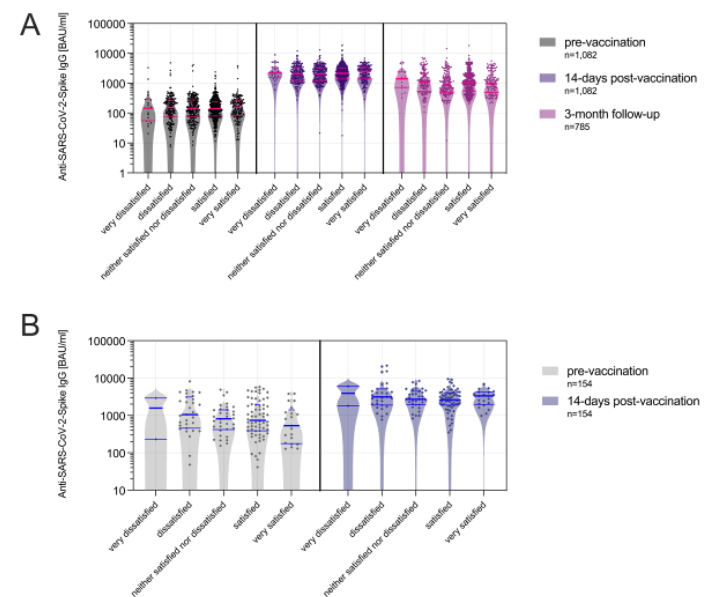 A
Anti-SARS-CoV-2-Spike IgG [BAU/ml]
100000
10000
1000
100
10
1
very dissatisfied
dissatisfied
neither satisfied nor dissatisfied
satisfied
very satisfied
very dissatisfied
dissatisfied
neither satisfied nor dissatisfied
satisfied
very satisfied
very dissatisfied
dissatisfied
neither satisfied nor dissatisfied
satisfied
very satisfied
pre-vaccination
n=1,082
14-days post-vaccination
n=1,082
3-month follow-up
n=785
B
Anti-SARS-CoV-2-Spike IgG [BAU/ml]
100000
10000
1000
100
10
very dissatisfied
dissatisfied
neither satisfied nor dissatisfied
satisfied
very satisfied
very dissatisfied
dissatisfied
neither satisfied nor dissatisfied
satisfied
very satisfied
pre-vaccination
n=154
14-days post-vaccination
n=154